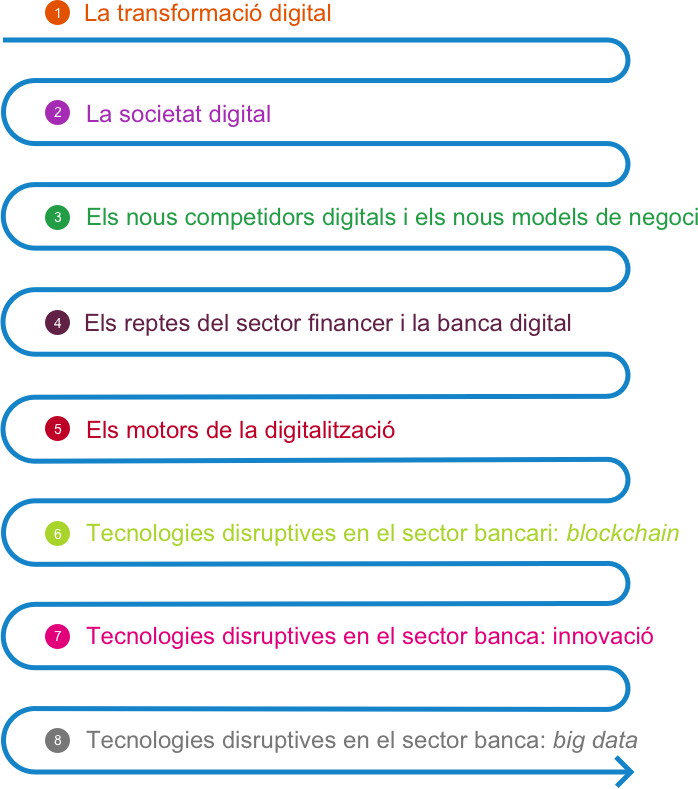 1 La transformació digital
2 La societat digital
3 Els nous competidors digitals i els nous models de negoci
4 Els reptes del sector financer i la banca digital
5 Els motors de la digitalització
6 Tecnologies disruptives en el sector bancari: blockchain
7 Tecnologies disruptives en el sector banca: innovació
8 Tecnologies disruptives en el sector banca: big data